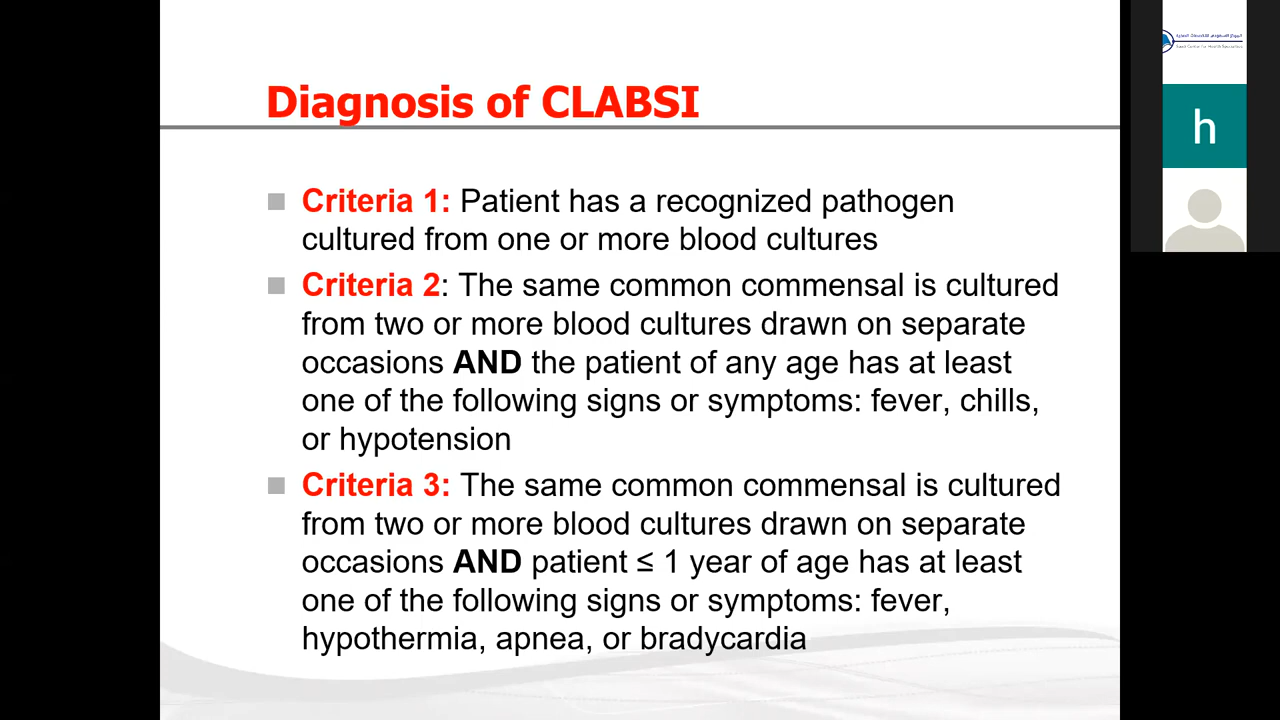 Diagnosis of CLABSI
Criteria 1: Patient has a recognized pathogen
cultured from one or more blood cultures
Criteria 2: The same common commensal is cultured
from two or more blood cultures drawn on separate
occasions AND the patient of any age has at least
one of the following signs or symptoms: fever, chills,
or hypotension
Criteria 3: The same common commensal is cultured
from two or more blood cultures drawn on separate
occasions AND patient ≤ 1 year of age has at least
one of the following signs or symptoms: fever,
hypothermia, apnea, or bradycardia
h